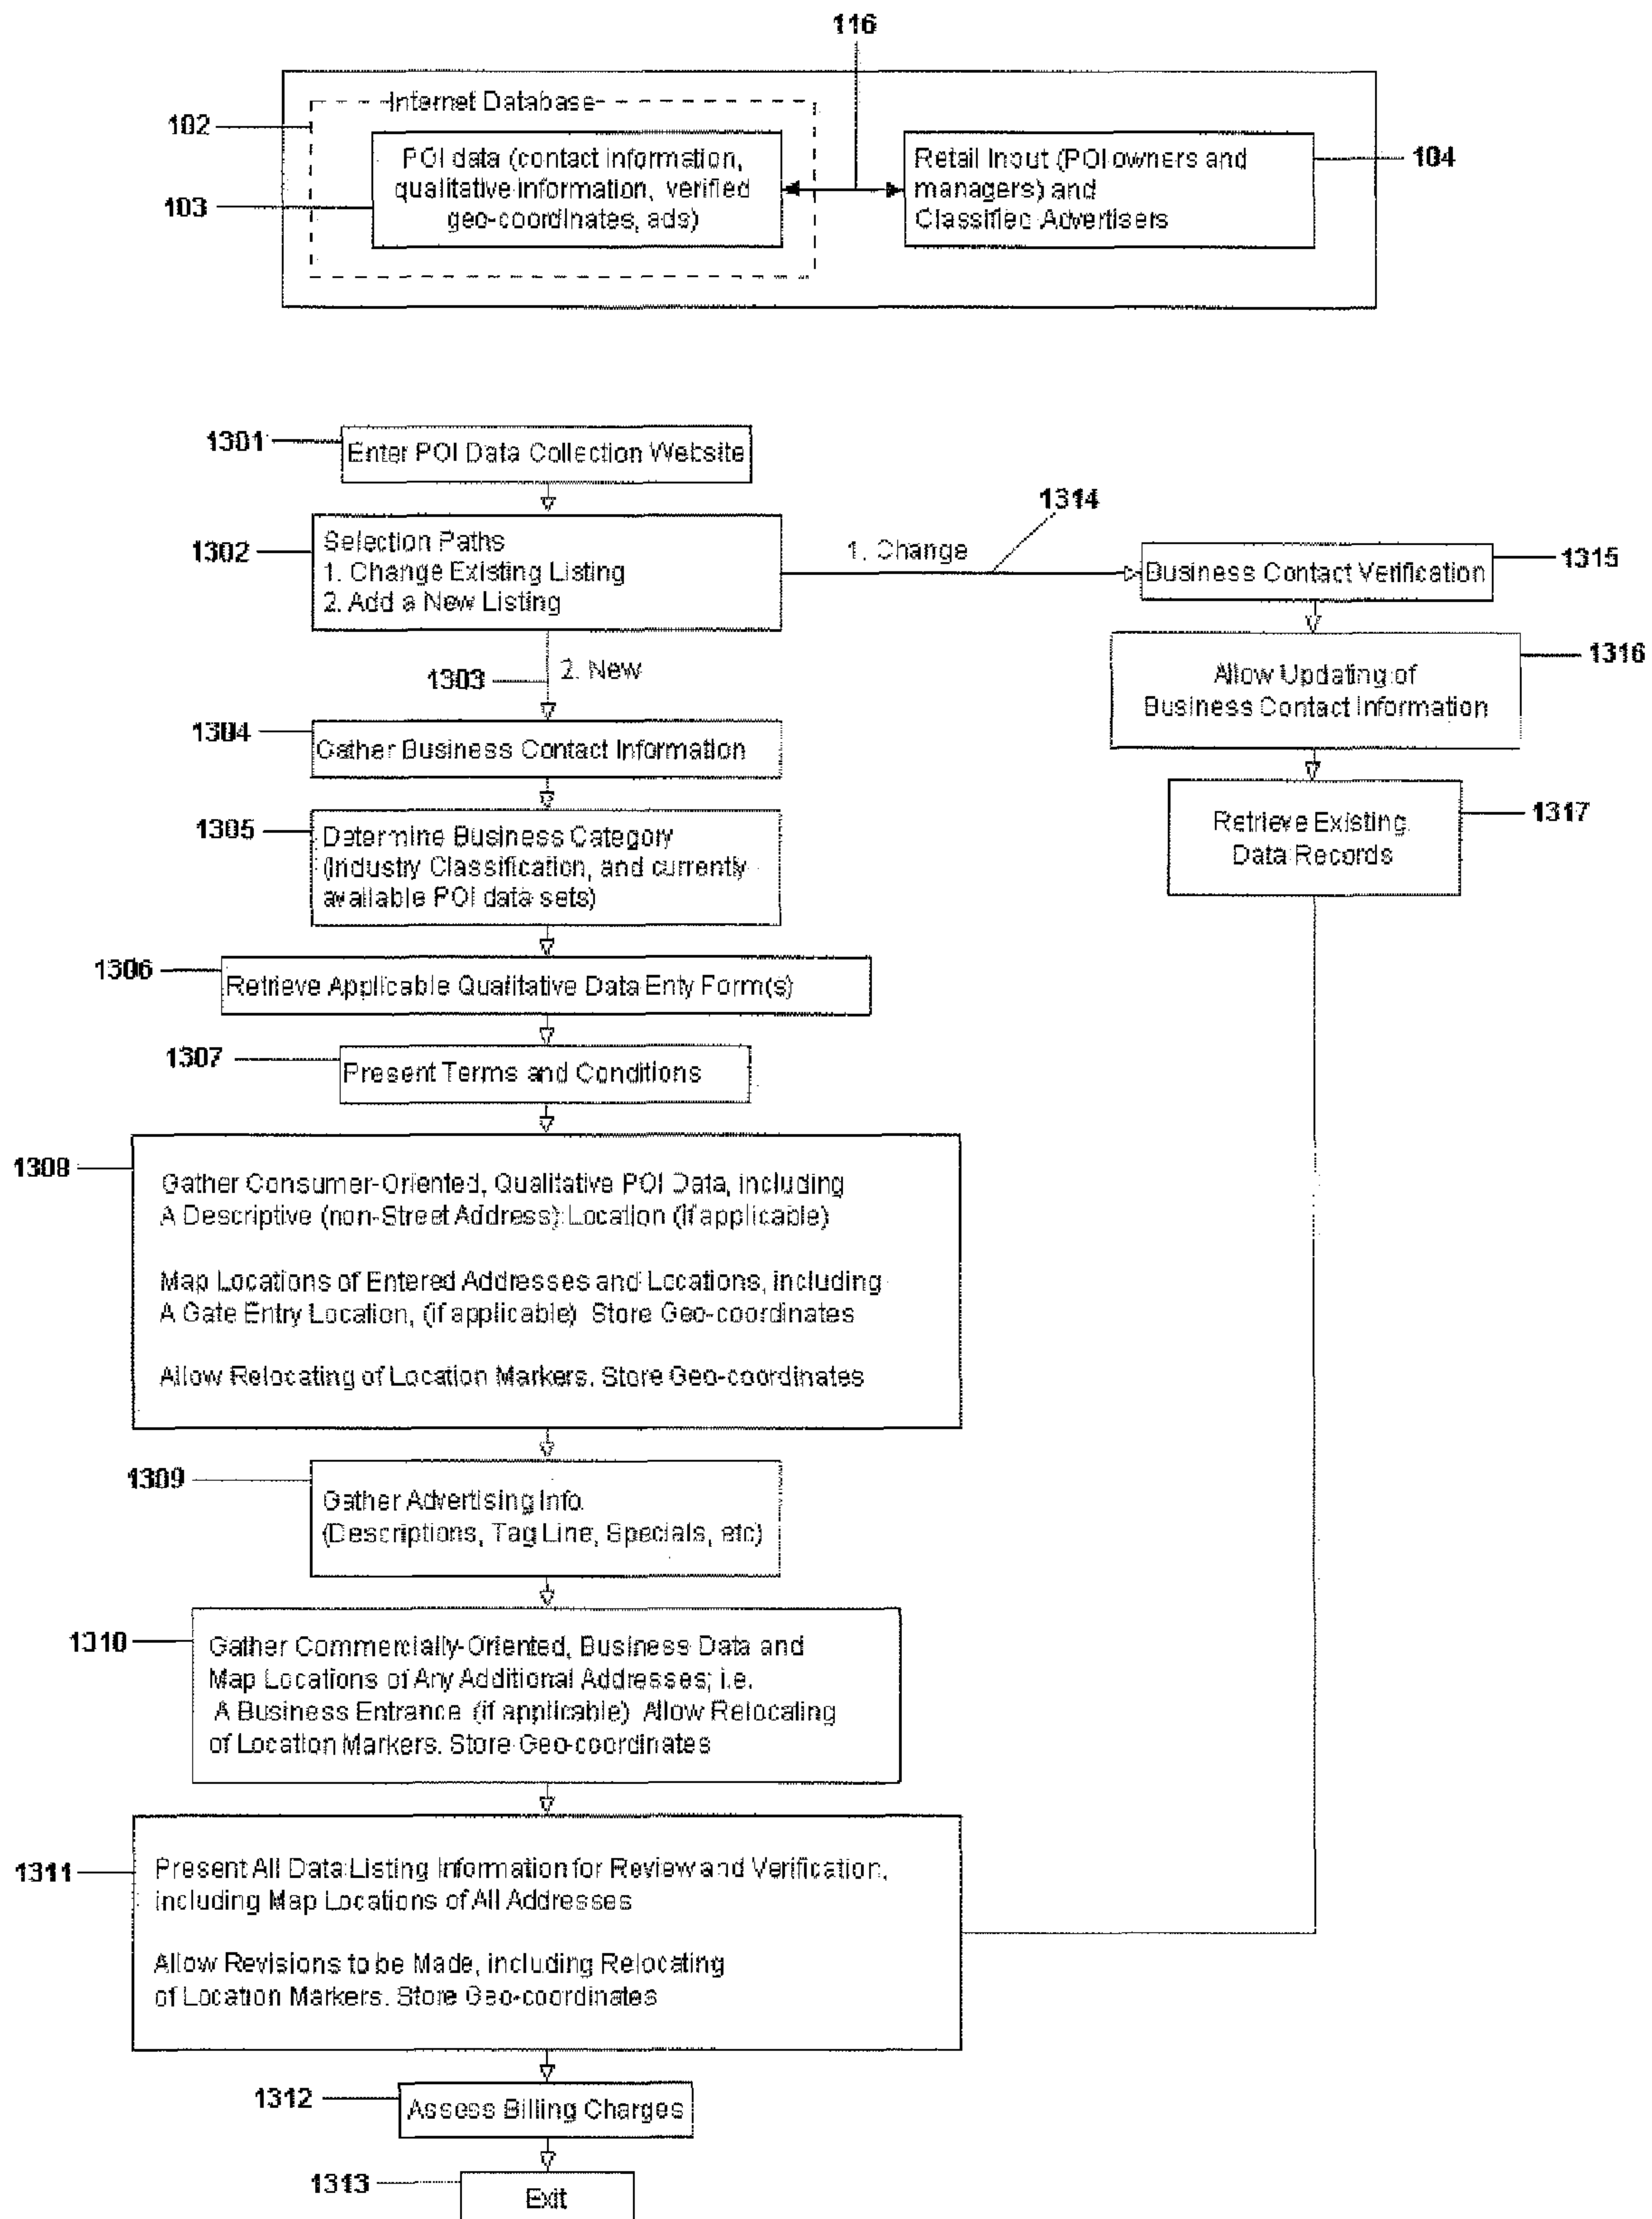 116
Internet Database
102
POI data (contact information,
qualitative information, verified
geo-coordinates, ads)
103
Retail Inout (POI owners and
managers) and
Classified Advertisers
104
1301
Enter POI Data Collection Website
1302
Selection Paths
1. Change Existing Listing
2. Add a New Listing
1. Change
1314
Business Contact Verification
1315
1303
2. New
Allow Updating of
Business Contact Information
1316
1304
Gather Business Contact Information
Retrieve Existing
Data Records
1317
1305
Determine Business Category
(Industry Classification, and currently
available POI data sets)
1306
Retrieve Applicable Qualitative Data Enty Form(s)
1307
Present Terms and Conditions
1308
Gather Consumer-Oriented, Qualitative POI Data, including
A Descriptive (non-Street Address) Location (if applicable)
Map Locations of Entered Addresses and Locations, including
A Gate Entry Location, (if applicable) Store Geo-coordinates
Allow Relocating of Location Markers. Store Geo-coordinates
1309
Gather Advertising Info.
(Descriptions, Tag Line, Specials, etc)
1310
Gather Commercially-Oriented, Business Data and
Map Locations of Any Additional Addresses; i.e.
A Business Entrance (if applicable) Allow Relocating
of Location Markers. Store Geo-coordinates
1311
Present All Data Listing Information for Review and Verification,
including Map Locations of All Addresses
Allow Revisions to be Made, including Relocating
of Location Markers. Store Geo-coordinates
1312
Assess Billing Charges
1313
Exit